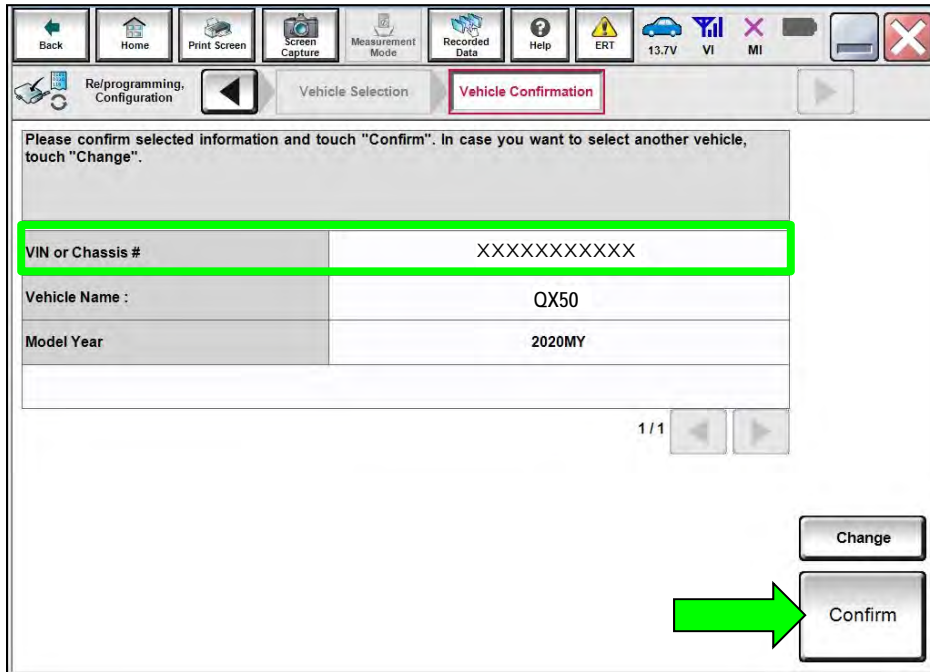 Back
Home
Print Screen
Screen
Capture
Measurement
Mode
Recorded
Data
Help
ERT
13.7V
VI
MI
Re/programming,
Configuration
Vehicle Selection
Vehicle Confirmation
Please confirm selected information and touch "Confirm". In case you want to select another vehicle,
touch "Change".
VIN or Chassis #
XXXXXXXXXXX
Vehicle Name :
QX50
Model Year
2020MY
1/1
Change
Confirm